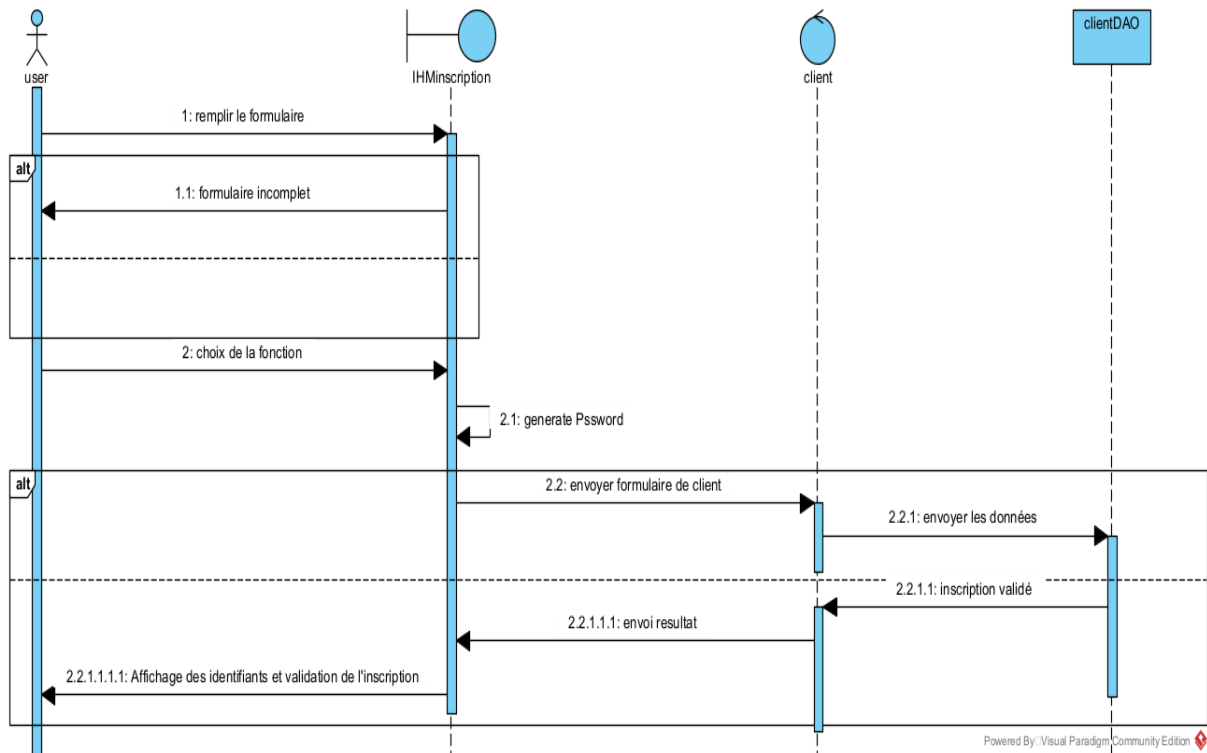 clientDAO
user
IHMinscription
client
1: remplir le formulaire
alt
1.1: formulaire incomplet
2: choix de la fonction
2.1: generate Pssword
alt
2.2: envoyer formulaire de client
2.2.1: envoyer les données
2.2.1.1: inscription validé
2.2.1.1.1: envoi resultat
2.2.1.1.1.1: Affichage des identifiants et validation de l'inscription
Powered By Visual Paradigm Community Edition